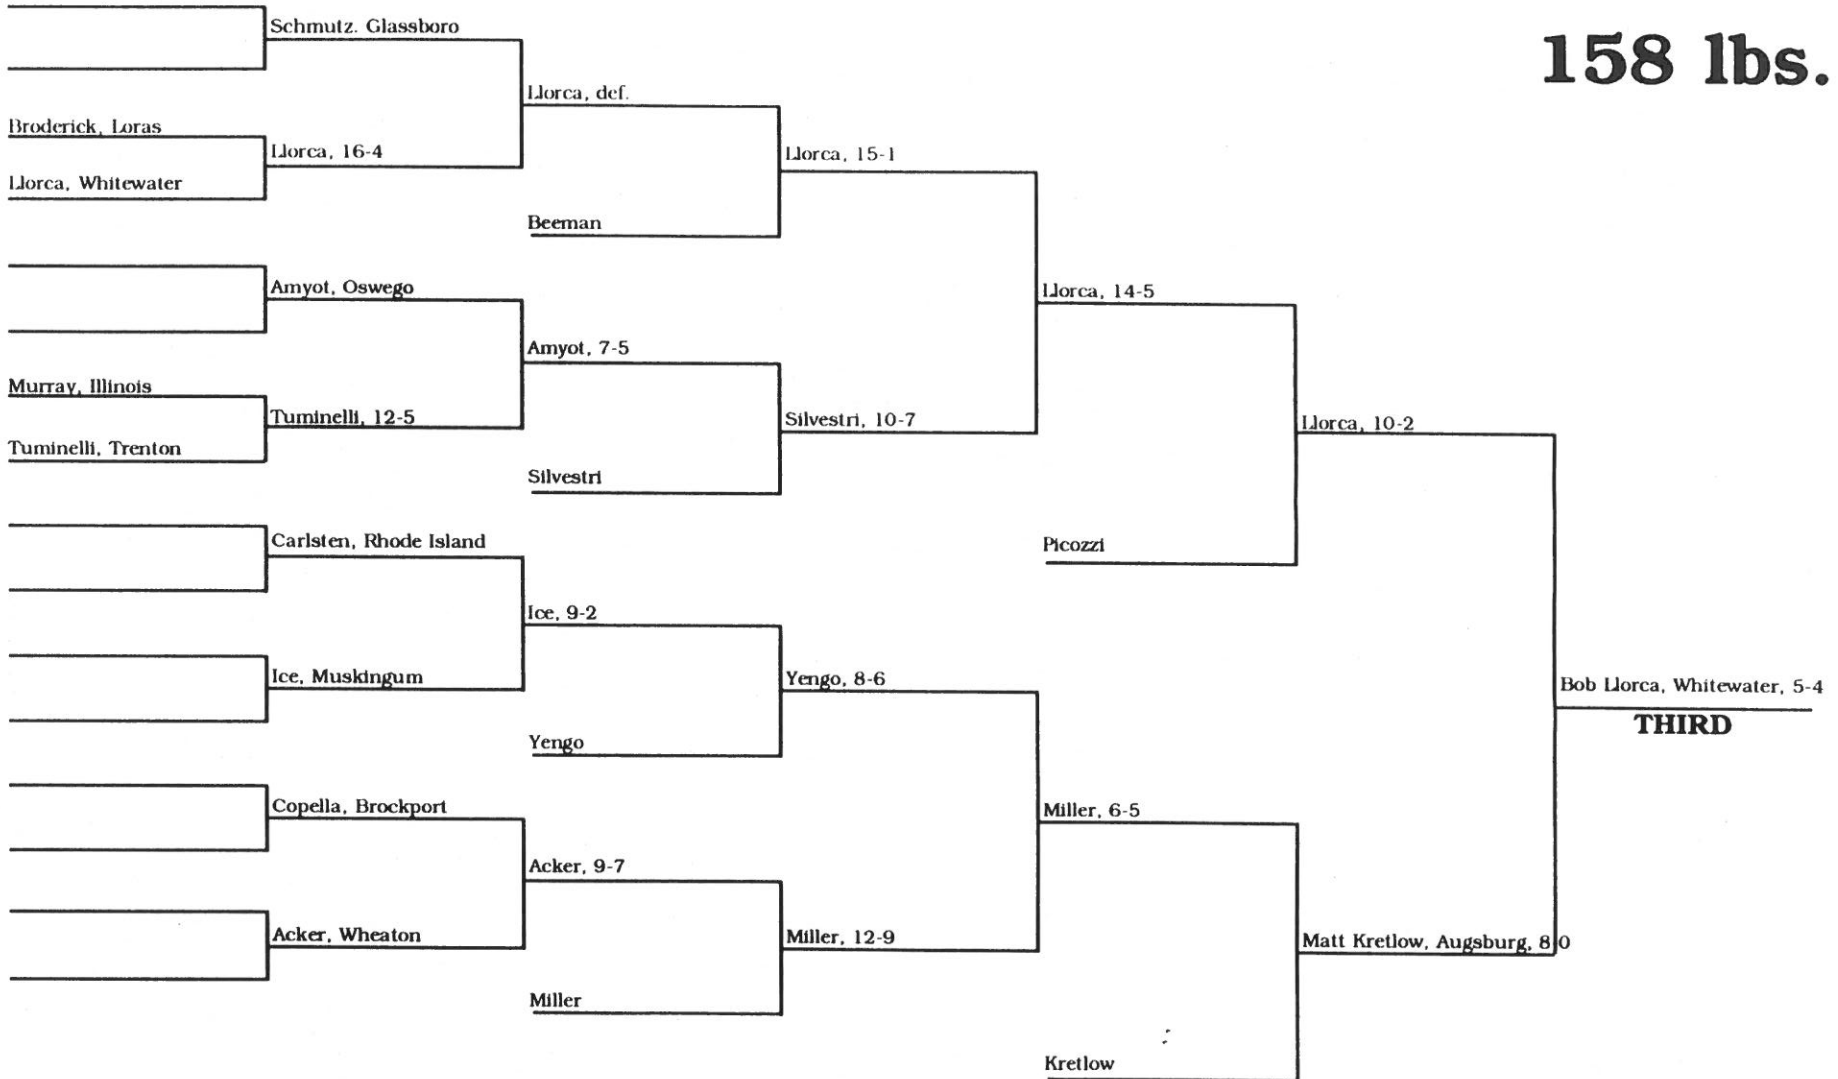 158 lbs.
Schmutz. Glassboro
Llorca, def.
Broderick, Loras
Llorca, 16-4
Llorca, 15-1
Llorca, Whitewater
Beeman
Amyot, Oswego
Llorca, 14-5
Amyot, 7-5
Murray, Illinois
Tuminelli, 12-5
Silvestri, 10-7
Llorca, 10-2
Tuminelli, Trenton
Silvestri
Carlsten, Rhode Island
Picozzi
Ice, 9-2
Ice, Muskingum
Yengo, 8-6
Bob Llorca, Whitewater, 5-4
THIRD
Yengo
Copella, Brockport
Miller, 6-5
Acker, 9-7
Acker, Wheaton
Miller, 12-9
Matt Kretlow, Augsburg, 8-0
Miller
Kretlow